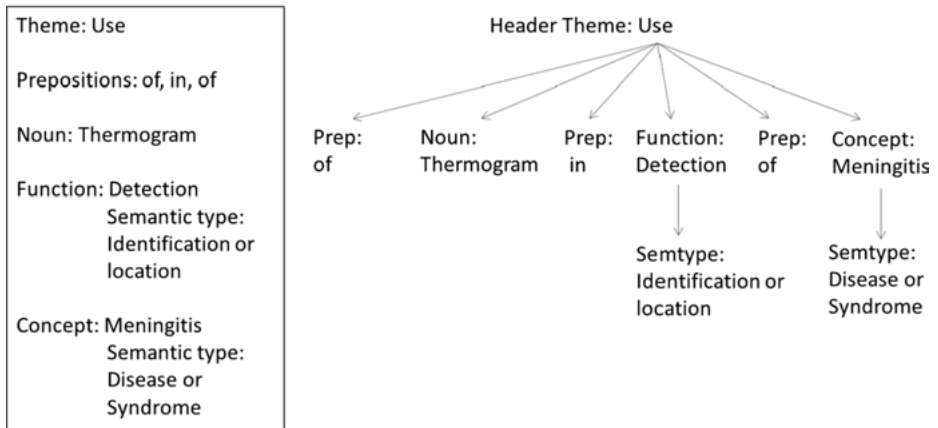 Theme: Use
Prepositions: of, in, of
Noun: Thermogram
Function: Detection
Semantic type:
Identification or
location
Concept: Meningitis
Semantic type:
Disease or
Syndrome
Header Theme: Use
Prep:
of
Noun:
Thermogram
Prep:
in
Function:
Detection
Prep:
of
Concept:
Meningitis
Semtype:
Identification or
location
Semtype:
Disease or
Syndrome